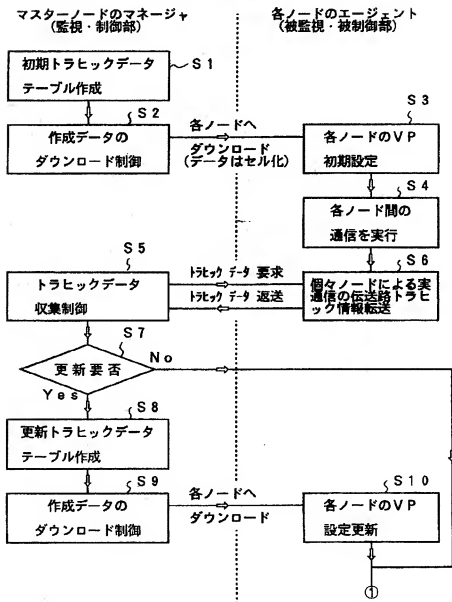 マスターノードのマネージャ
(監視・制御部)
各ノードのエージェント
(被監視・被制御部)
S1
初期トラヒックデータ
テーブル作成
S2
作成データの
ダウンロード制御
各ノードへ
ダウンロード
(データはセル化)
S3
各ノードのVP
初期設定
S4
各ノード間の
通信を実行
S5
トラヒックデータ
収集制御
トラヒック データ 要求
トラヒック データ 返送
S6
個々ノードによる実
通信の伝送路トラヒ
ック情報転送
S7
更新要否
No
Yes
S8
更新トラヒックデータ
テーブル作成
S9
作成データの
ダウンロード制御
各ノードへ
ダウンロード
S10
各ノードのVP
設定更新
①